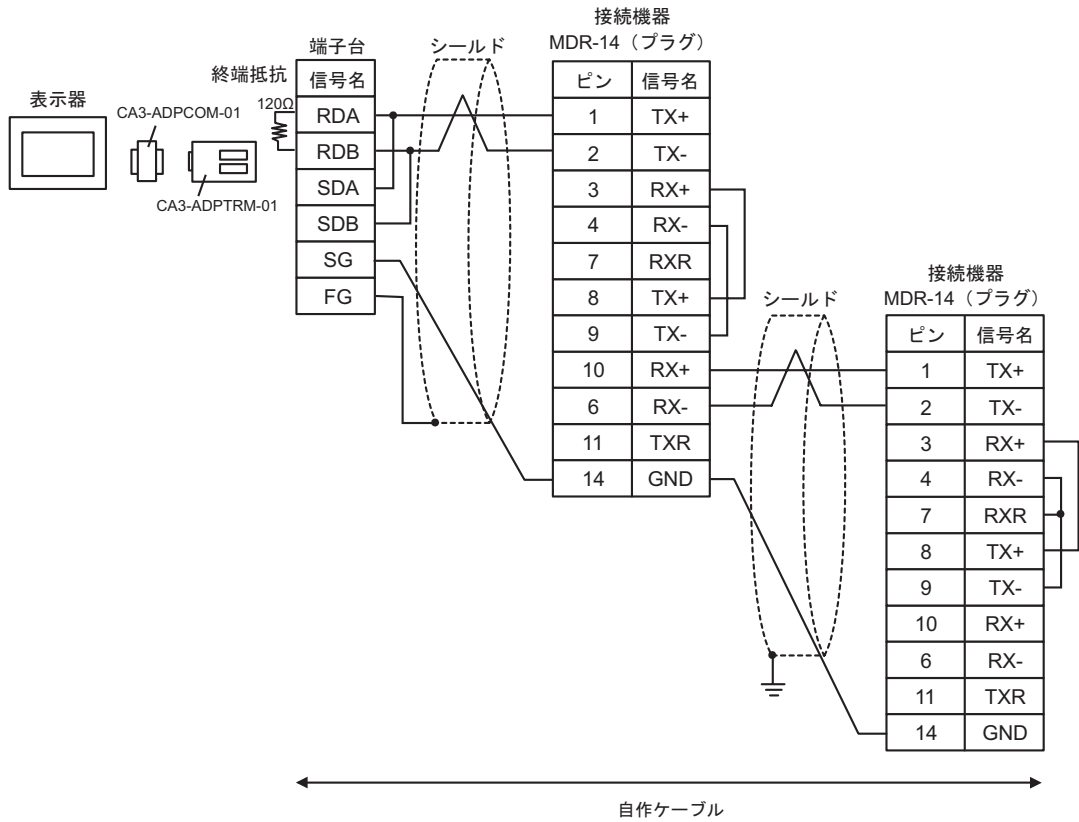 表示器
CA3-ADPCOM-01
CA3-ADPTRM-01
終端抵抗
120Ω
端子台
信号名
RDA
RDB
SDA
SDB
SG
FG
シールド
接続機器
MDR-14（プラグ）
ピン 信号名
1 TX+
2 TX-
3 RX+
4 RX-
7 RXR
8 TX+
9 TX-
10 RX+
6 RX-
11 TXR
14 GND
シールド
接続機器
MDR-14（プラグ）
ピン 信号名
1 TX+
2 TX-
3 RX+
4 RX-
7 RXR
8 TX+
9 TX-
10 RX+
6 RX-
11 TXR
14 GND
自作ケーブル